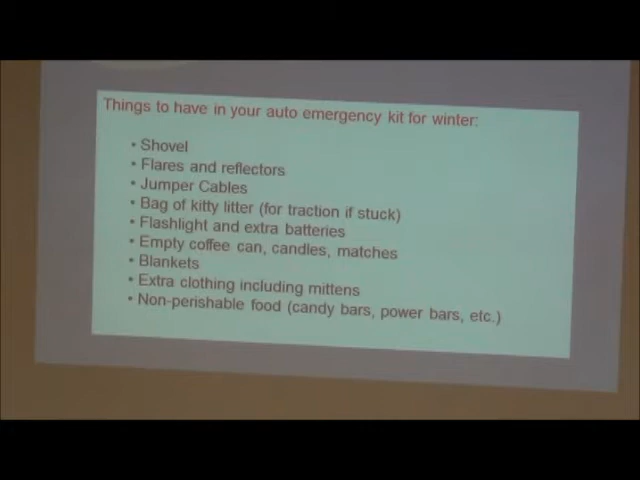 Things to have in your auto emergency kit for winter:
• Shovel
• Flares and reflectors
• Jumper Cables
• Bag of kitty litter (for traction if stuck)
• Flashlight and extra batteries
• Empty coffee can, candles, matches
• Blankets
• Extra clothing including mittens
• Non-perishable food (candy bars, power bars, etc.)